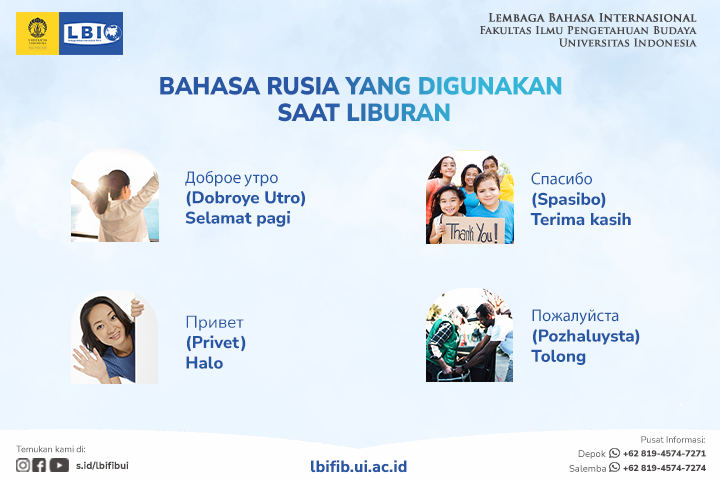 LBI
LEMBAGA BAHASA INTERNASIONAL
FAKULTAS ILMU PENGETAHUAN BUDAYA
UNIVERSITAS INDONESIA
BAHASA RUSIA YANG DIGUNAKAN
SAAT LIBURAN
Доброе утро
(Dobroye Utro)
Selamat pagi
Спасибо
(Spasibo)
Terima kasih
Thank You!
Привет
(Privet)
Halo
Пожалуйста
(Pozhaluysta)
Tolong
Temukan kami di:
s.id/lbifibui
lbifib.ui.ac.id
Pusat Informasi:
Depok +62 819-4574-7271
Salemba +62 819-4574-7274